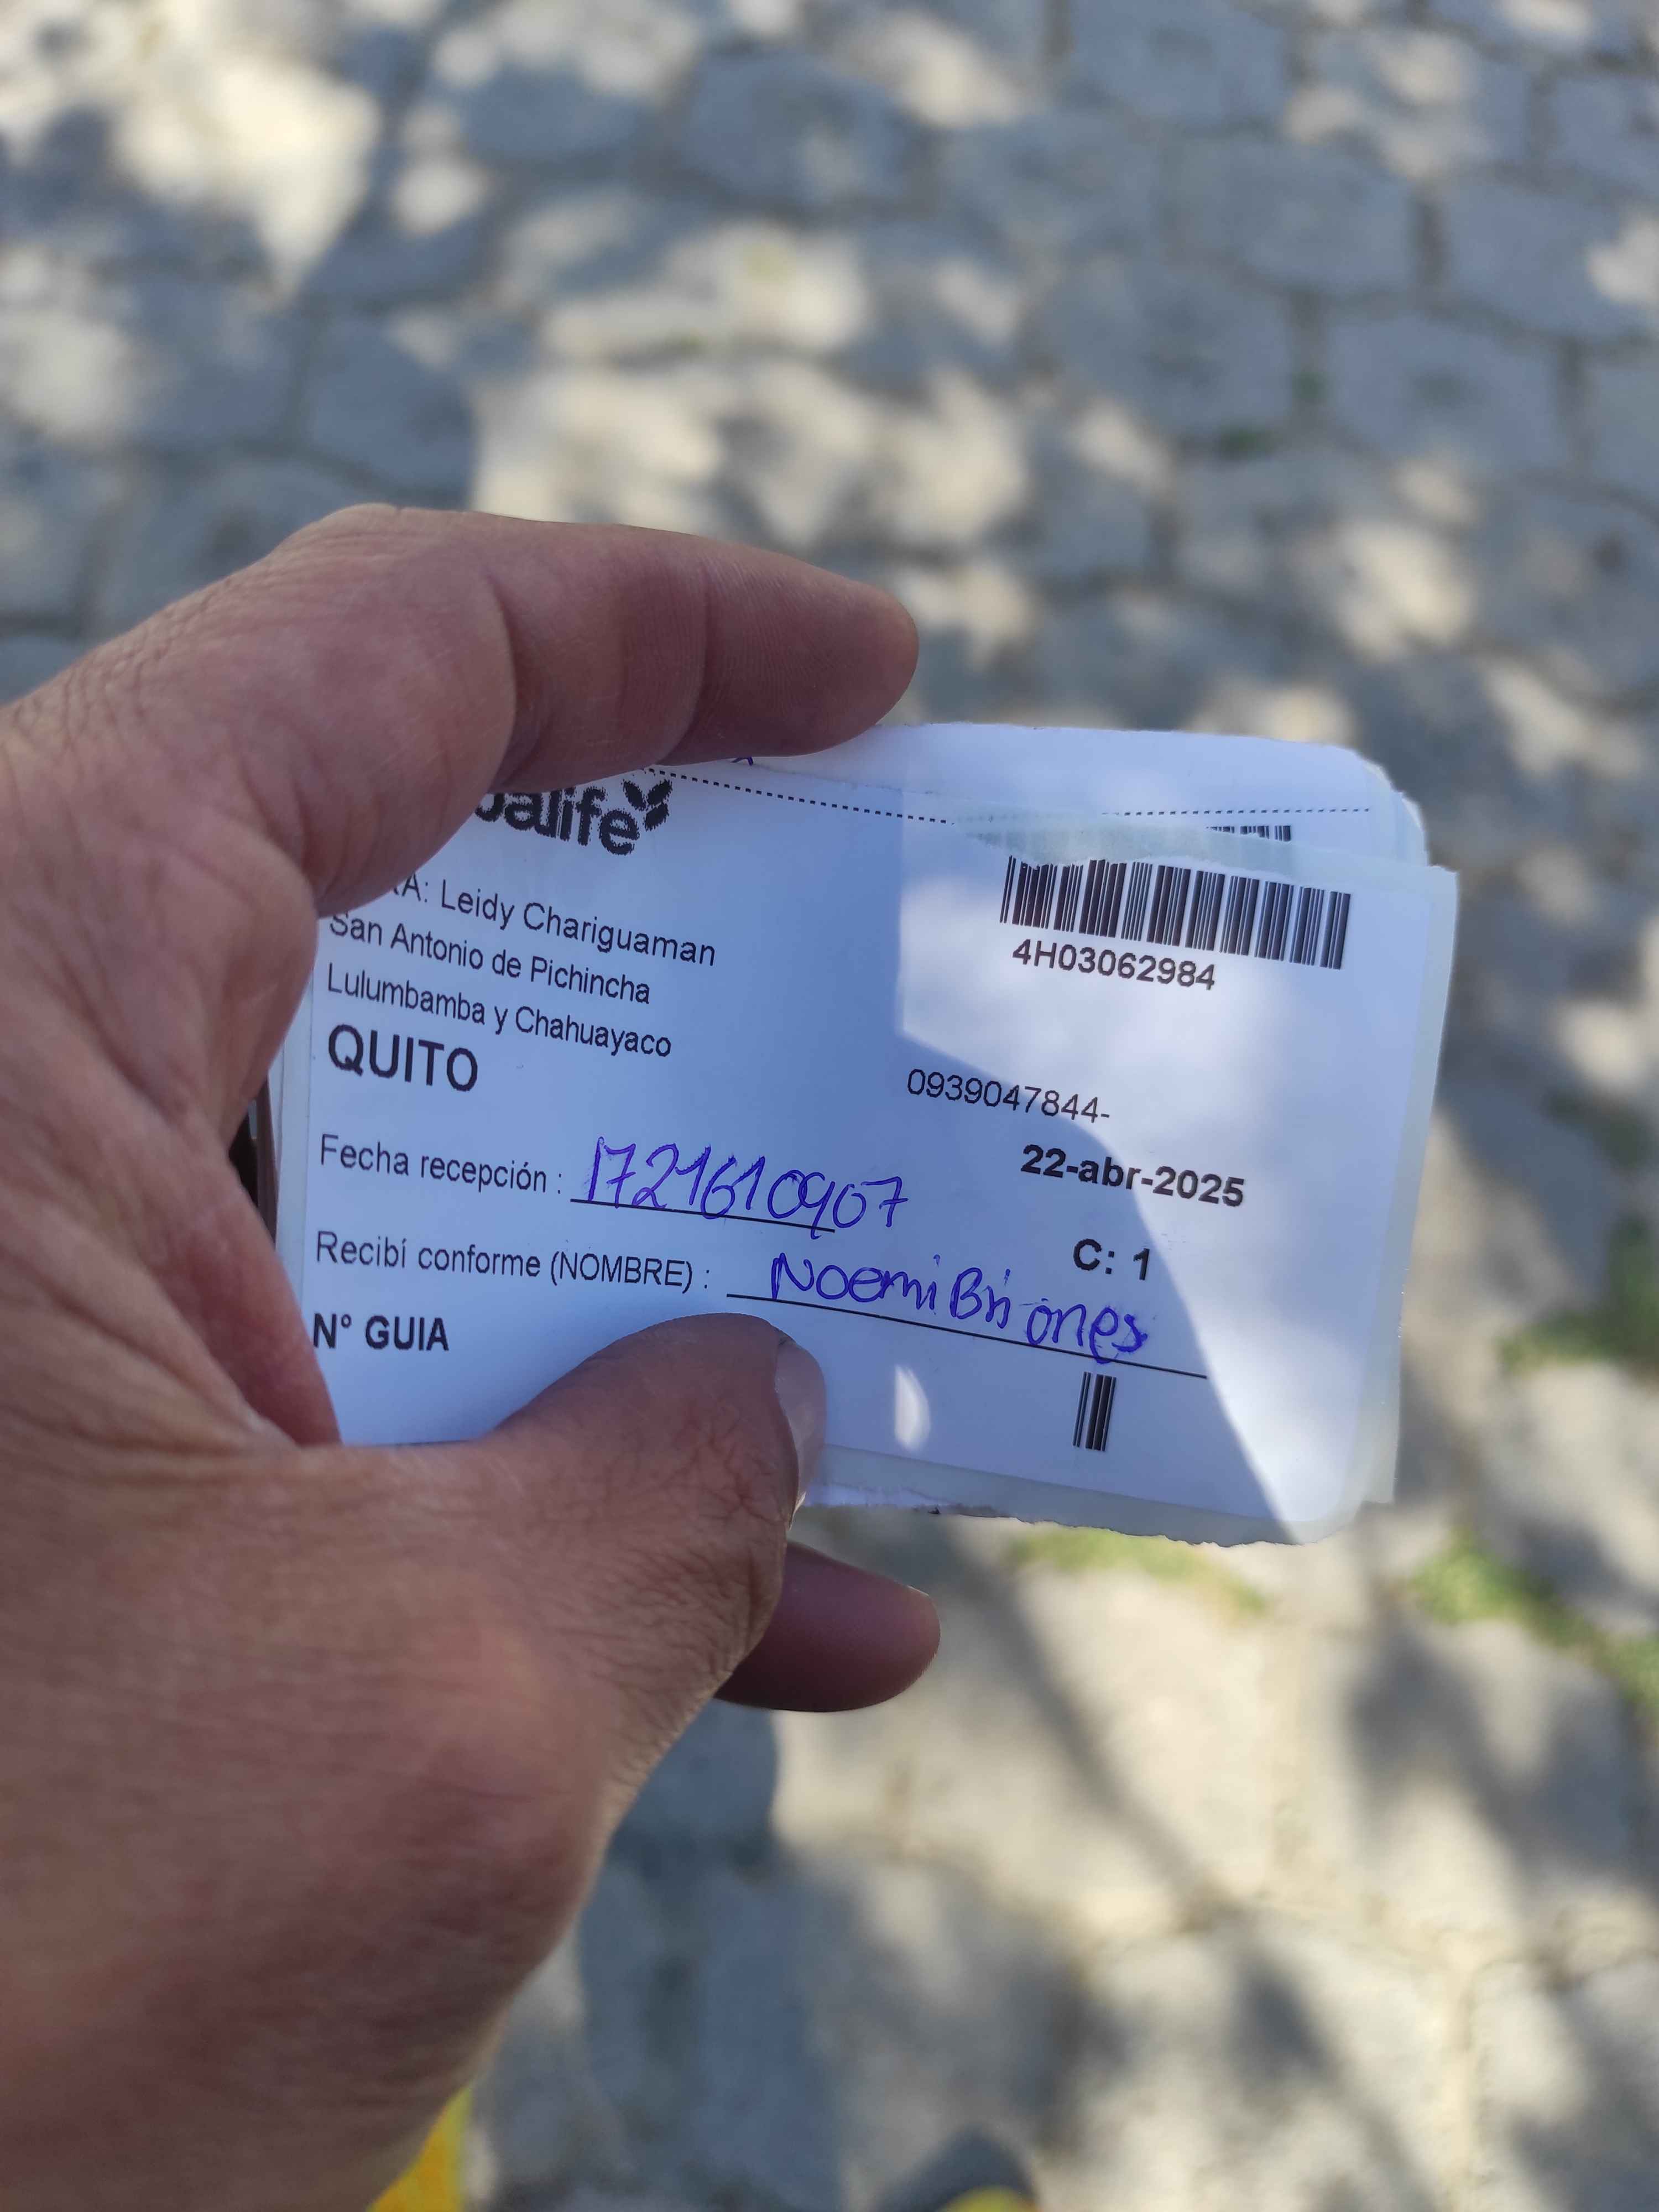 balife
A: Leidy Chariguaman
4H03062984
San Antonio de Pichincha
Lulumbamba y Chahuayaco
QUITO
0939047844-
22-abr-2025
Fecha recepción : 1721610907
C: 1
Recibí conforme (NOMBRE) : Noemi Briones
N° GUIA